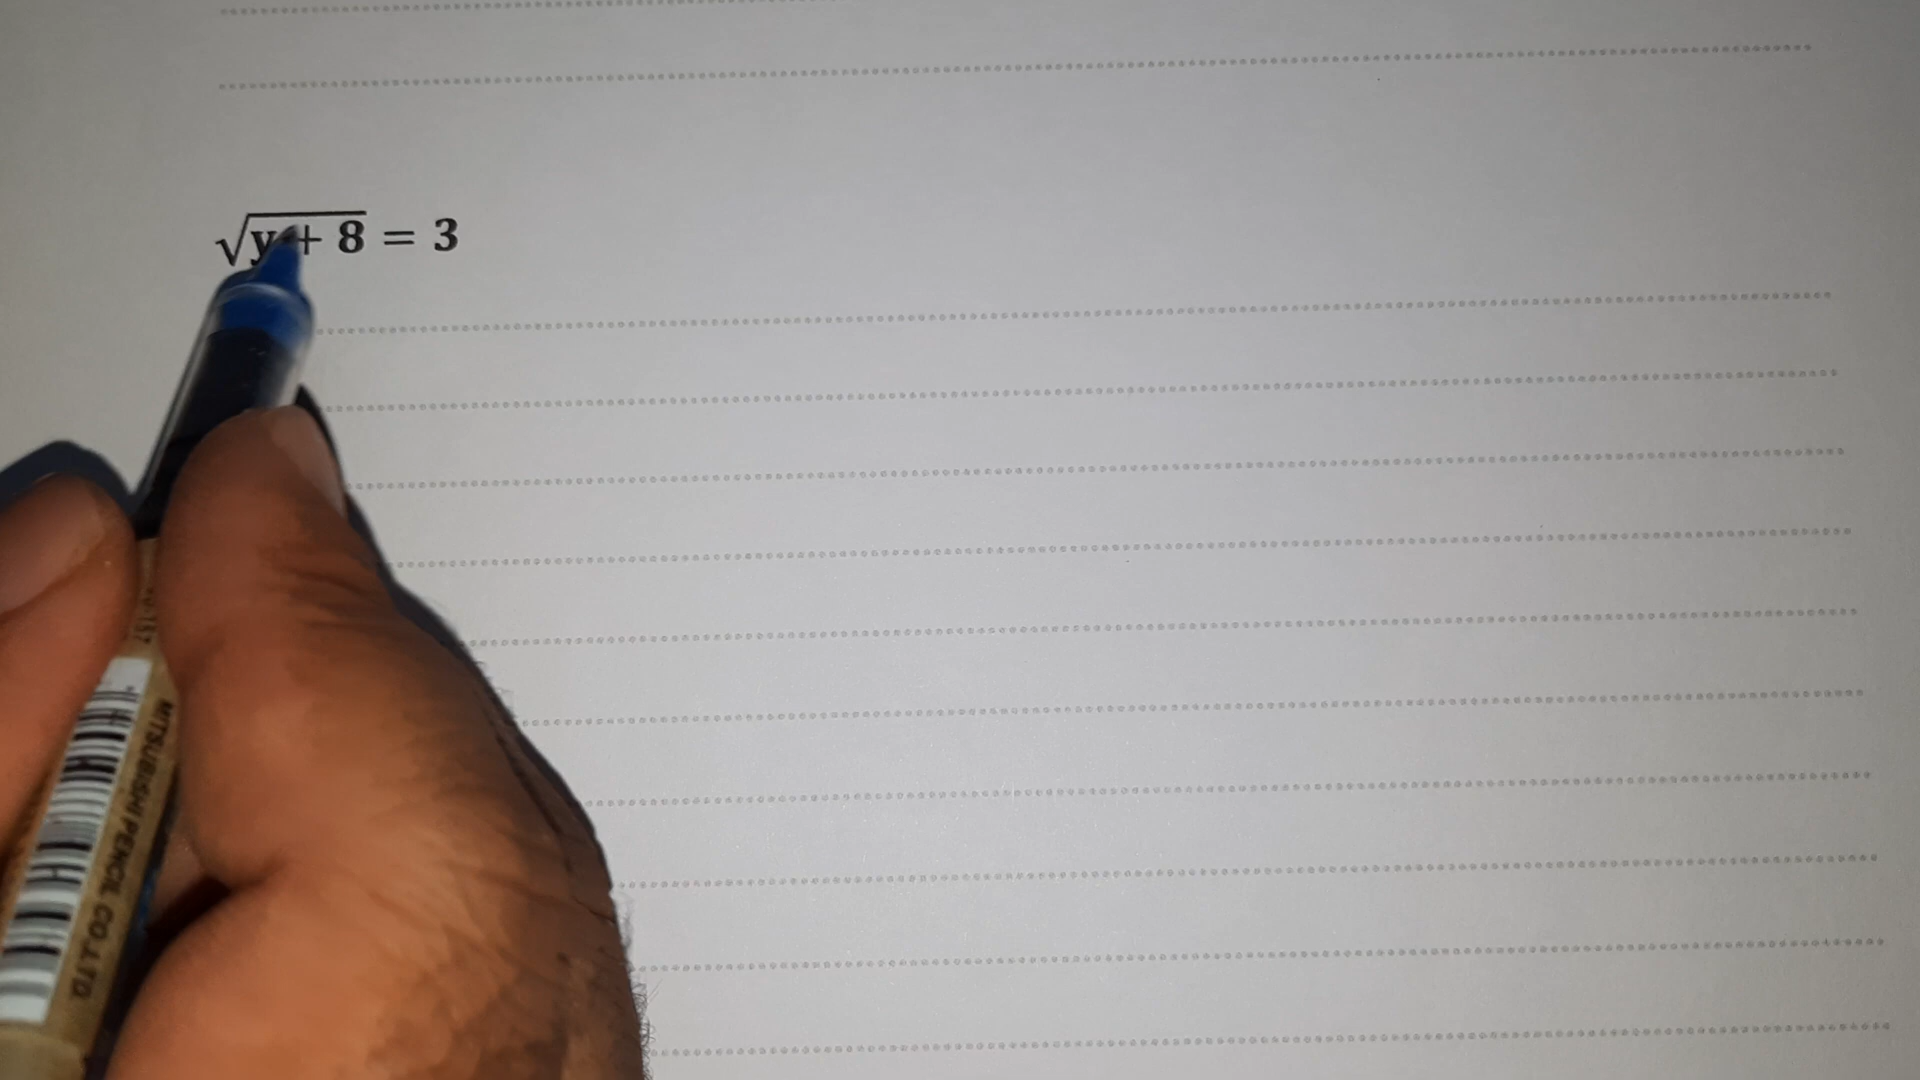 √y + 8 = 3
MITSUBISHI PENCIL CO.,LTD.